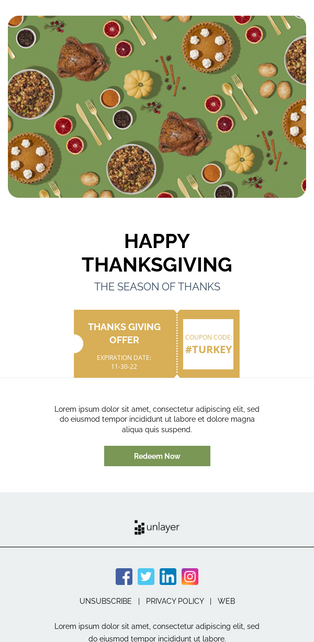 HAPPY
THANKSGIVING
THE SEASON OF THANKS
THANKS GIVING
OFFER
EXPIRATION DATE:
11-30-22
COUPON CODE:
#TURKEY
Lorem ipsum dolor sit amet, consectetur adipiscing elit, sed
do eiusmod tempor incididunt ut labore et dolore magna
aliqua quis suspend.
Redeem Now
unlayer
UNSUBSCRIBE | PRIVACY POLICY | WEB
Lorem ipsum dolor sit amet, consectetur adipiscing elit, sed
do eiusmod tempor incididunt ut labore.